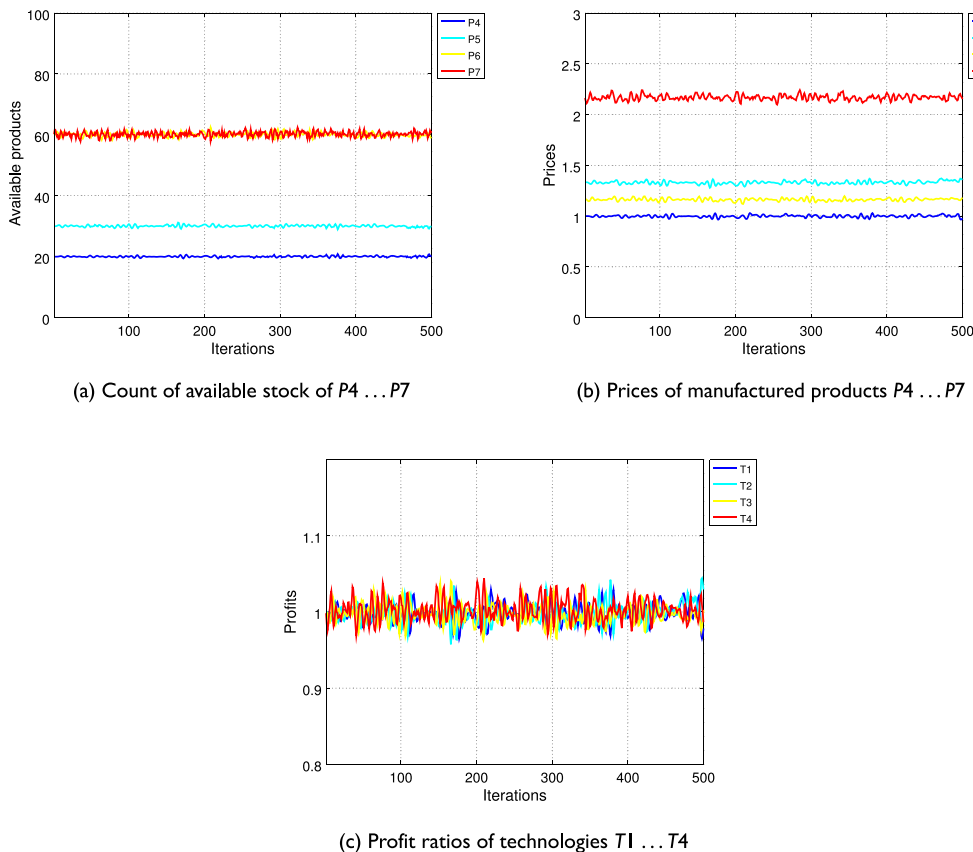 100
80
60
40
20
0
Available products
100 200 300 400 500
Iterations
P4
P5
P6
P7
(a) Count of available stock of P4 ... P7
3
2.5
2
1.5
1
0.5
0
Prices
100 200 300 400 500
Iterations
(b) Prices of manufactured products P4 ... P7
1.1
1
0.9
0.8
Profits
100 200 300 400 500
Iterations
T1
T2
T3
T4
(c) Profit ratios of technologies T1 ... T4